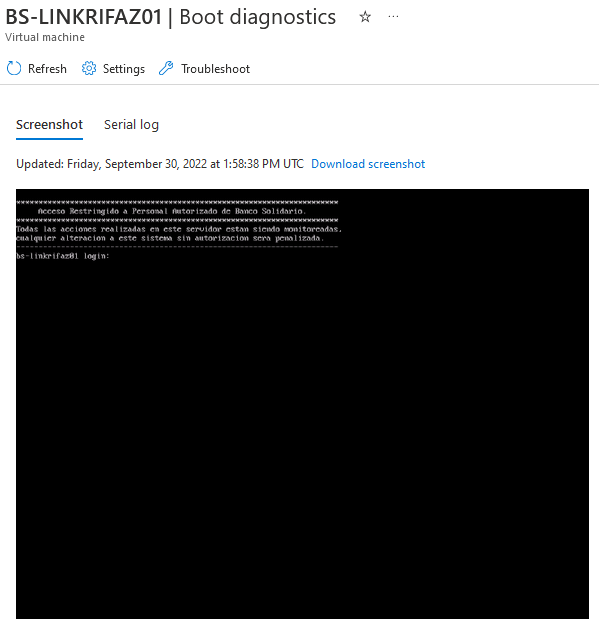 BS-LINKRIFAZ01 | Boot diagnostics ☆ ···
Virtual machine
Refresh Settings Troubleshoot
Screenshot Serial log
Updated: Friday, September 30, 2022 at 1:58:38 PM UTC Download screenshot
***********************************************************************
Acceso Restringido a Personal Autorizado de Banco Solidario.
***********************************************************************
Todas las acciones realizadas en este servidor estan siendo monitoreadas,
cualquier alteracion a este sistema sin autorizacion sera penalizada.
-----------------------------------------------------------------------
bs-linkrifaz01 login: